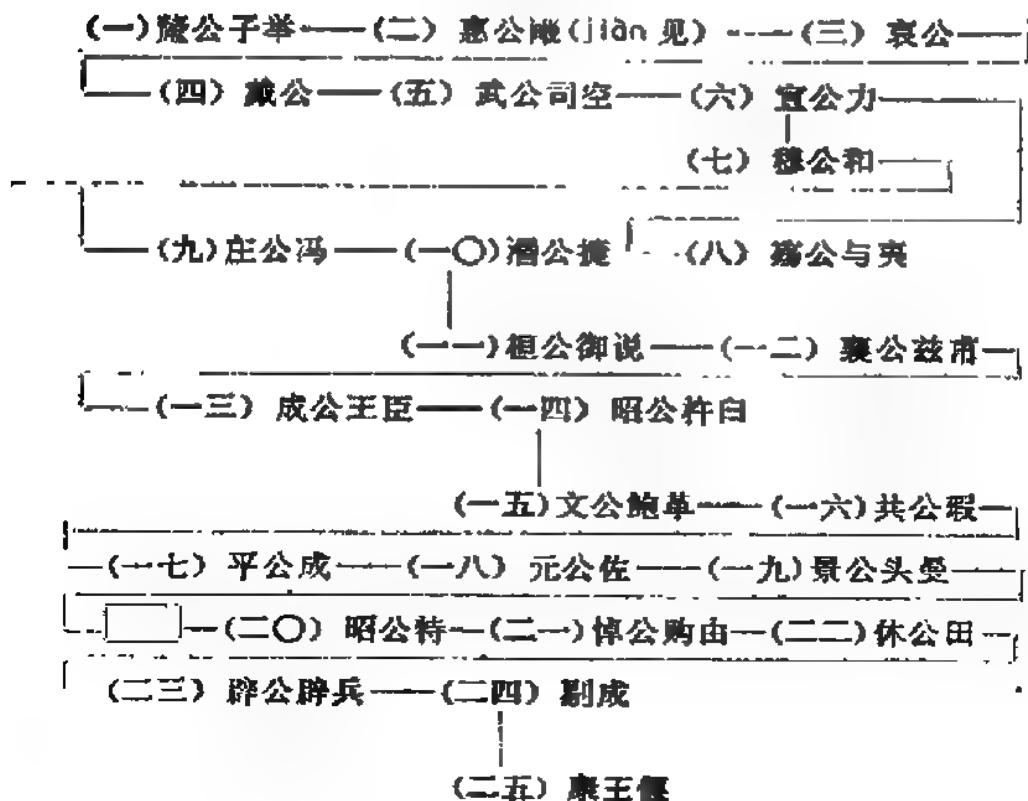 (一)釐公子举——(二)惠公(jiàn 见)---(三)哀公
(四)戴公——(五)武公司空——(六)宣公力
(七)穆公和
(九)庄公冯——(一〇)湣公捷 (八)殇公与夷
(一一)桓公御说——(一二)襄公兹甫
(一三)成公王臣——(一四)昭公杵臼
(一五)文公鲍革——(一六)共公瑕
(一七)平公成——(一八)元公佐——(一九)景公头曼
(二〇)昭公特—(二一)悼公购由—(二二)休公田
(二三)辟公辟兵——(二四)剔成
(二五)康王偃